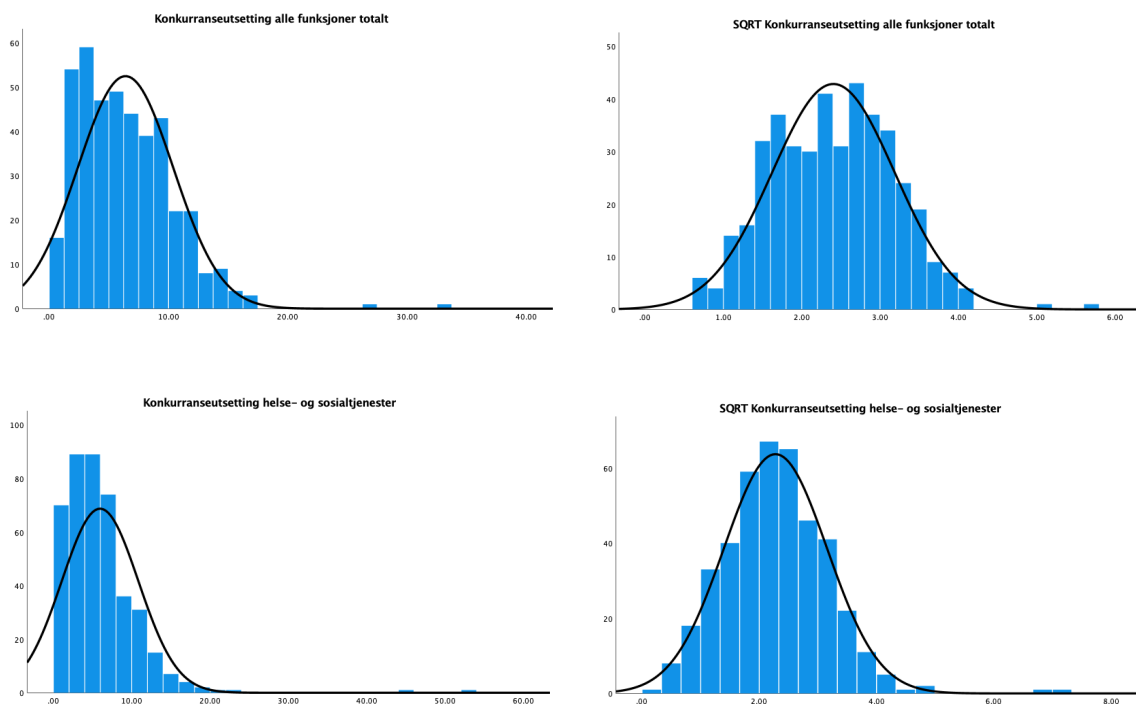 Konkurranseutsetting alle funksjoner totalt
60
50
40
30
20
10
0
.00 10.00 20.00 30.00 40.00
SQRT Konkurranseutsetting alle funksjoner totalt
50
40
30
20
10
0
.00 1.00 2.00 3.00 4.00 5.00 6.00
Konkurranseutsetting helse- og sosialtjenester
100
80
60
40
20
0
.00 10.00 20.00 30.00 40.00 50.00 60.00
SQRT Konkurranseutsetting helse- og sosialtjenester
60
40
20
0
.00 2.00 4.00 6.00 8.00